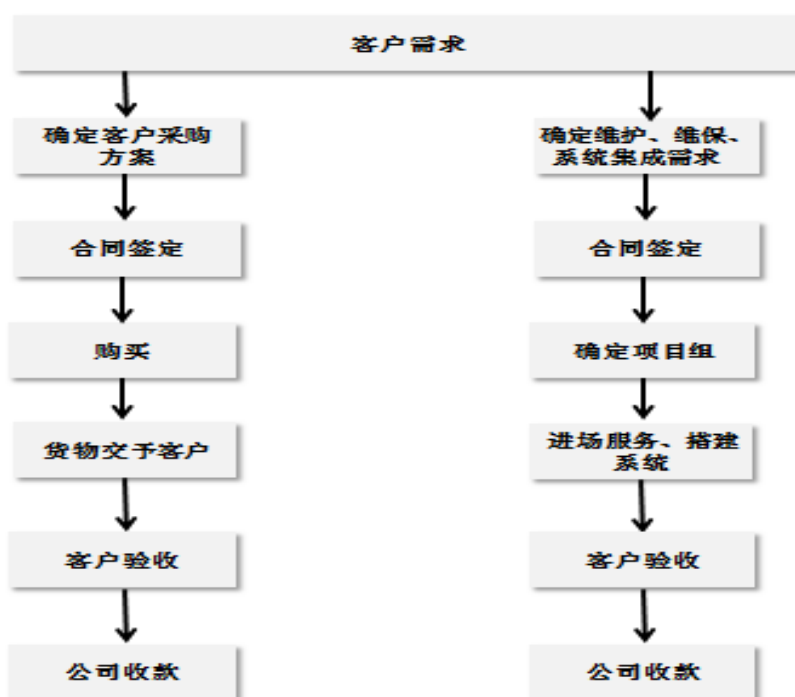 客户需求
确定客户采购
方案
确定维护、维保、
系统集成需求
合同签定
合同签定
购买
确定项目组
货物交予客户
进场服务、搭建
系统
客户验收
客户验收
公司收款
公司收款